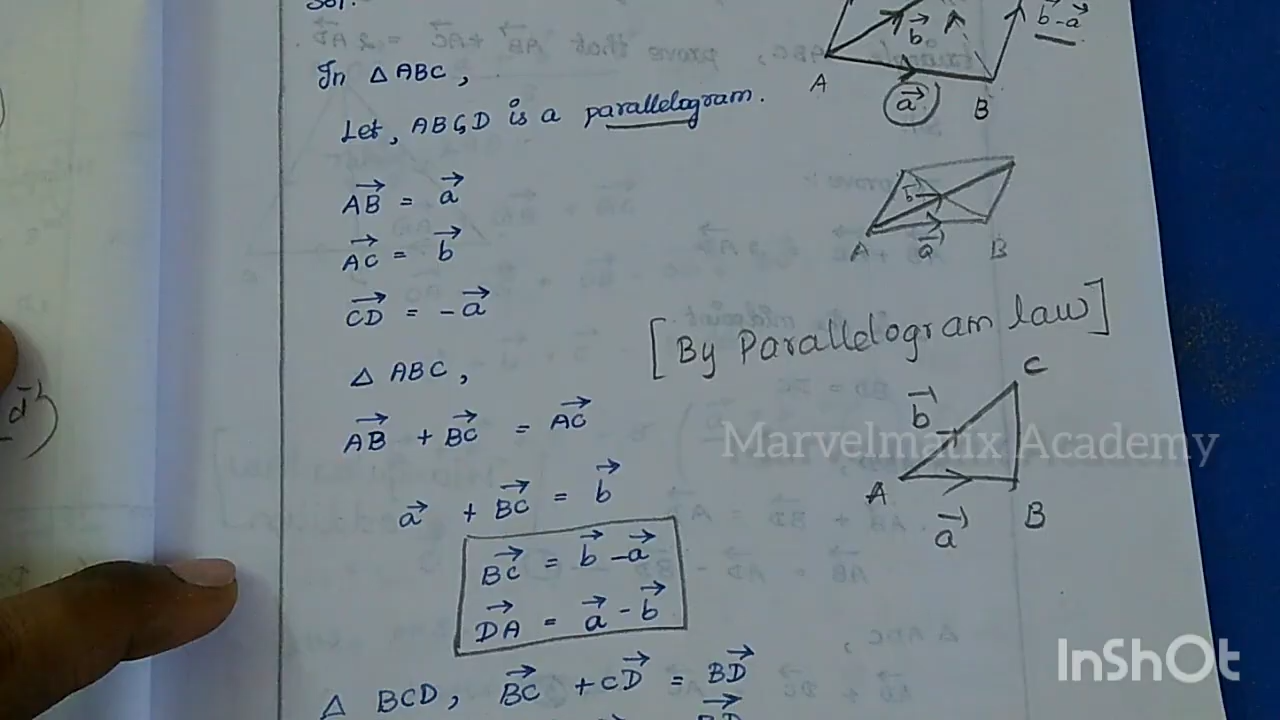 Sol:
In △ ABC,
Let, ABCD is a parallelogram.
A
a⃗
B
b⃗
b⃗ - a⃗
AB⃗ = a⃗
AC⃗ = b⃗
CD⃗ = -a⃗
A
a⃗
B
b⃗
[By Parallelogram law]
△ ABC,
AB⃗ + BC⃗ = AC⃗
a⃗ + BC⃗ = b⃗
BC⃗ = b⃗ - a⃗
DA⃗ = a⃗ - b⃗
C
b⃗
A
a⃗
B
Marvelmatix Academy
△ BCD, BC⃗ + CD⃗ = BD⃗
InShOt